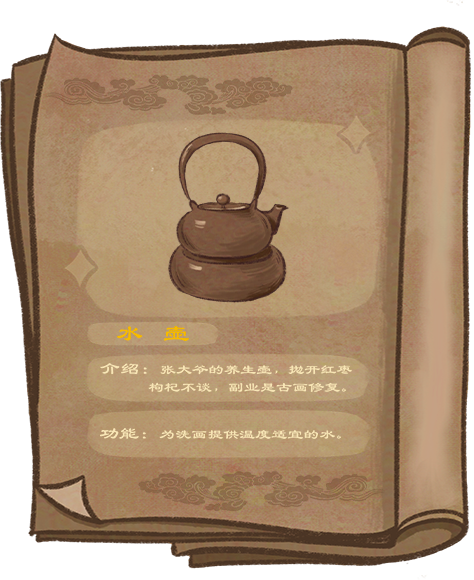 水 壶
介绍：张大爷的养生壶，抛开红枣
枸杞不谈，副业是古画修复。
功能：为洗画提供温度适宜的水。